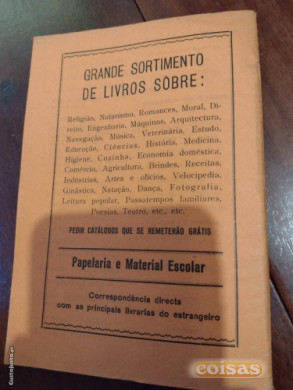 GRANDE SORTIMENTO
DE LIVROS SÔBRE:
Religião, Notarismo, Romances, Moral, Di-
reito, Engenharia, Máquinas, Arquitectura,
Navegação, Música, Veterinária, Estudo,
Educação, Ciências, História, Medicina,
Higiene, Cozinha, Economia doméstica,
Comércio, Agricultura, Brindes, Receitas,
Indústrias, Artes e ofícios, Velocipedia,
Ginástica, Natação, Dança, Fotografia,
Leitura popular, Passatempos familiares,
Poesias, Teatro, etc., etc.
PEDIR CATÁLOGOS QUE SE REMETERÃO GRÁTIS
Papelaria e Material Escolar
Correspondência directa
com as principais livrarias do estrangeiro
coisas